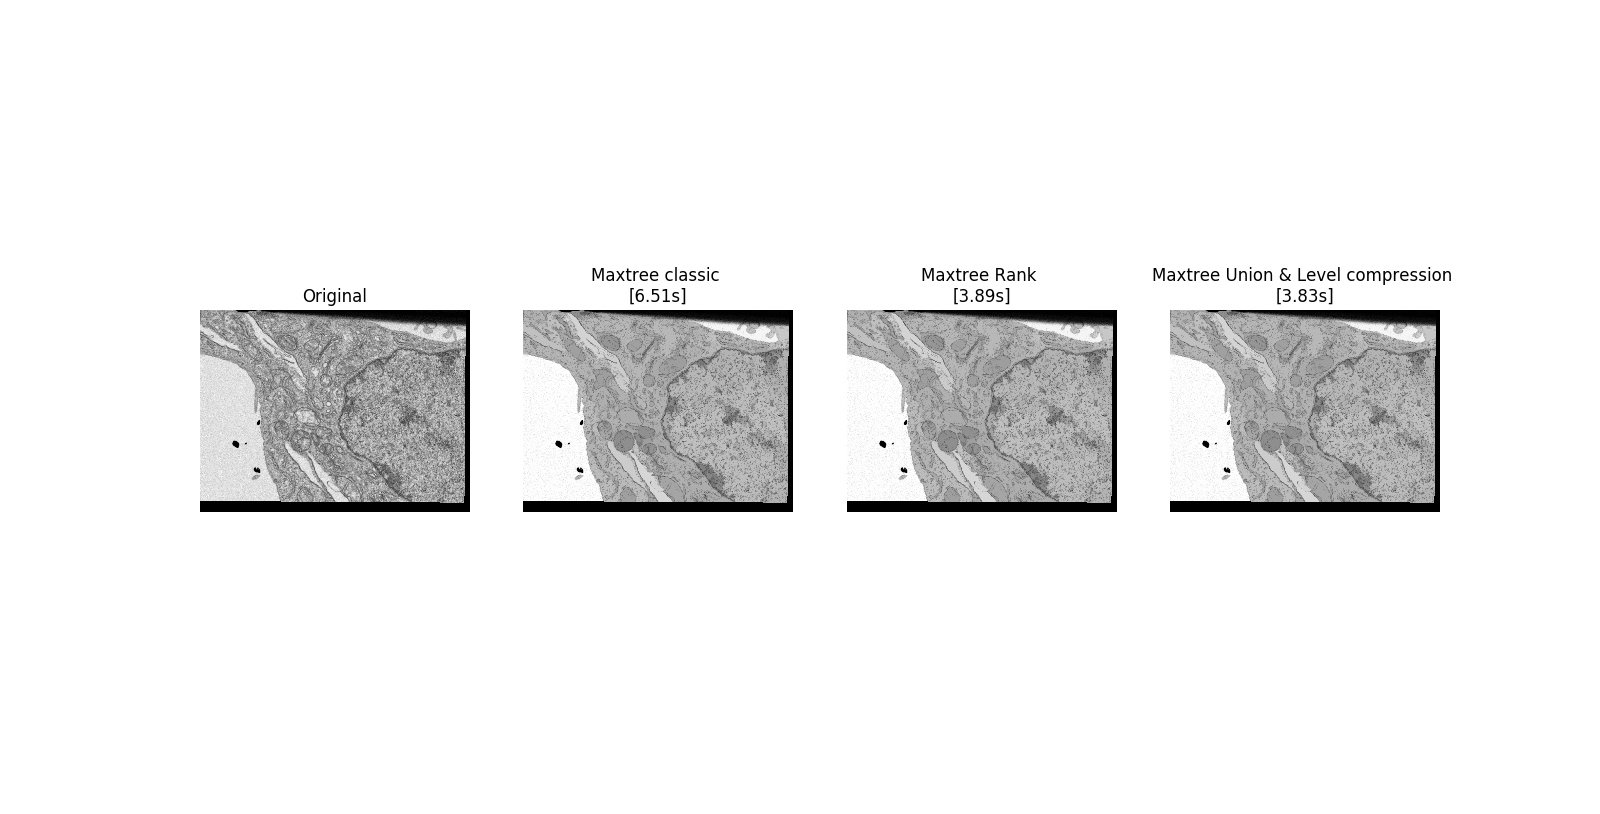 Original
Maxtree classic
[6.51s]
Maxtree Rank
[3.89s]
Maxtree Union & Level compression
[3.83s]